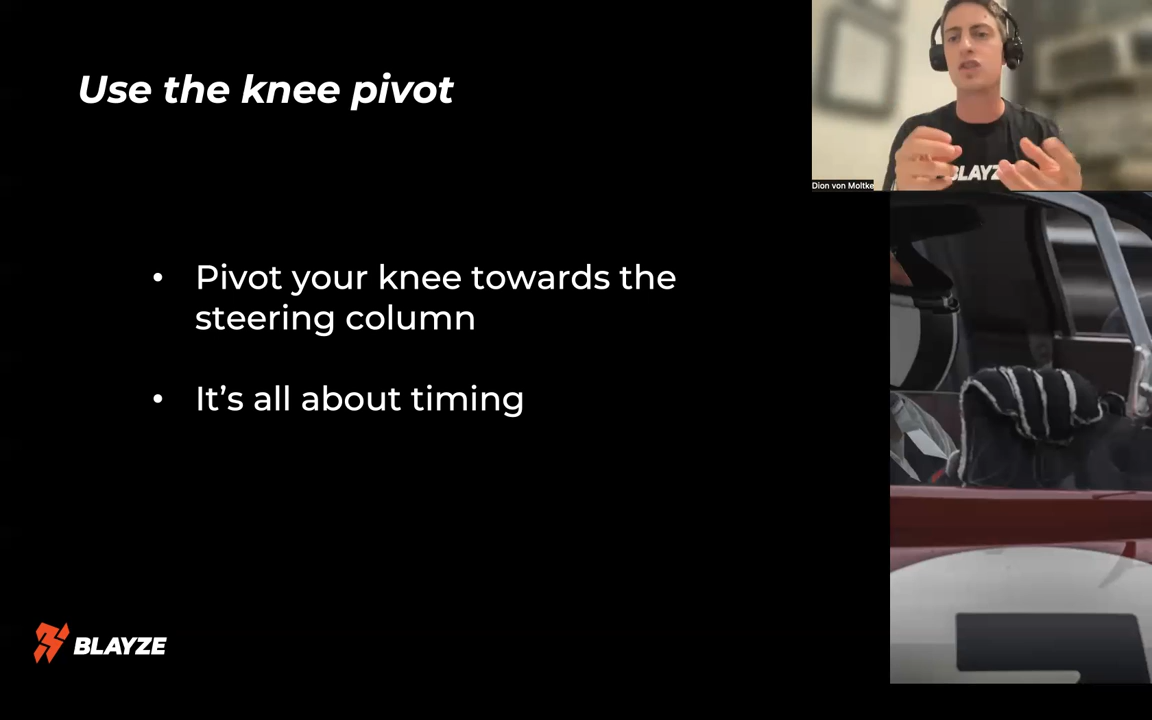 Use the knee pivot
BLAYZ
Dion von Moltke
• Pivot your knee towards the
steering column
• It's all about timing
BLAYZE